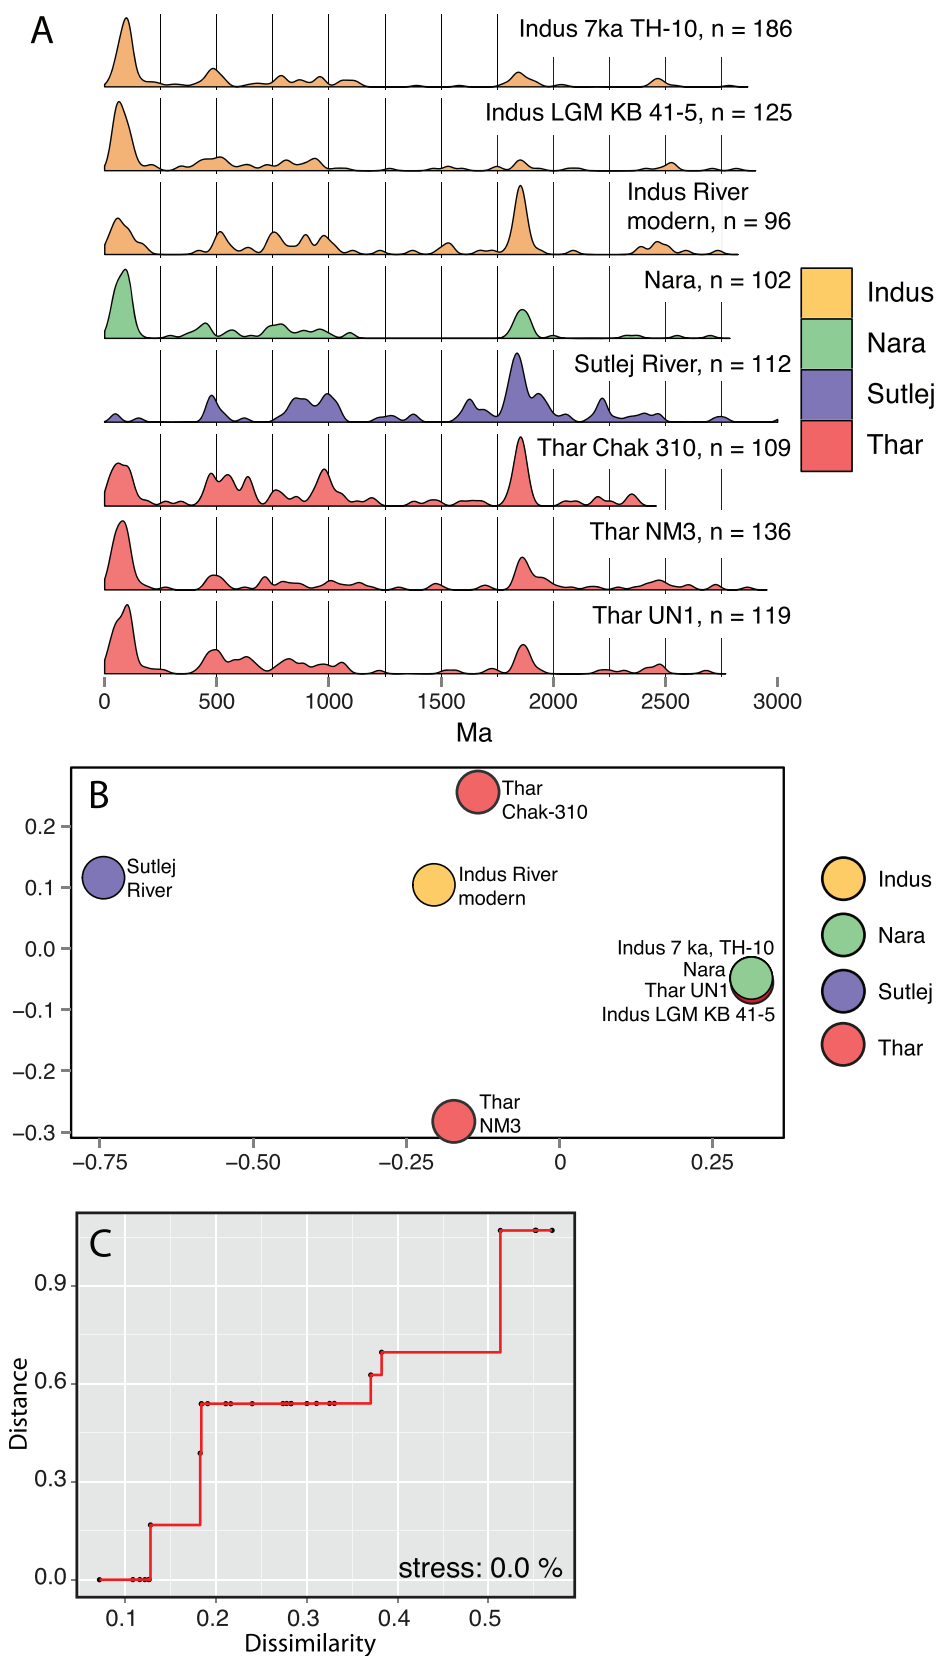 A
Indus 7ka TH-10, n = 186
Indus LGM KB 41-5, n = 125
Indus River
modern, n = 96
Nara, n = 102
Sutlej River, n = 112
Thar Chak 310, n = 109
Thar NM3, n = 136
Thar UN1, n = 119
Indus
Nara
Sutlej
Thar
0 500 1000 1500 2000 2500 3000
Ma
B
Thar
Chak-310
Sutlej
River
Indus River
modern
Indus 7 ka, TH-10
Nara
Thar UN1
Indus LGM KB 41-5
Thar
NM3
0.2
0.1
0.0
−0.1
−0.2
−0.3
−0.75 −0.50 −0.25 0 0.25
Indus
Nara
Sutlej
Thar
C
Distance
0.9
0.6
0.3
0.0
stress: 0.0 %
0.1 0.2 0.3 0.4 0.5
Dissimilarity